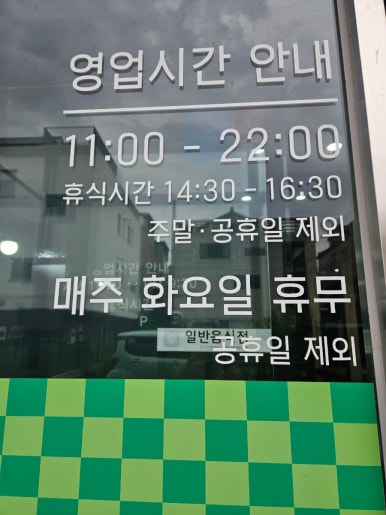 영업시간 안내
11:00 - 22:00
휴식시간 14:30 - 16:30
주말·공휴일 제외
매주 화요일 휴무
일반음식점
공휴일 제외